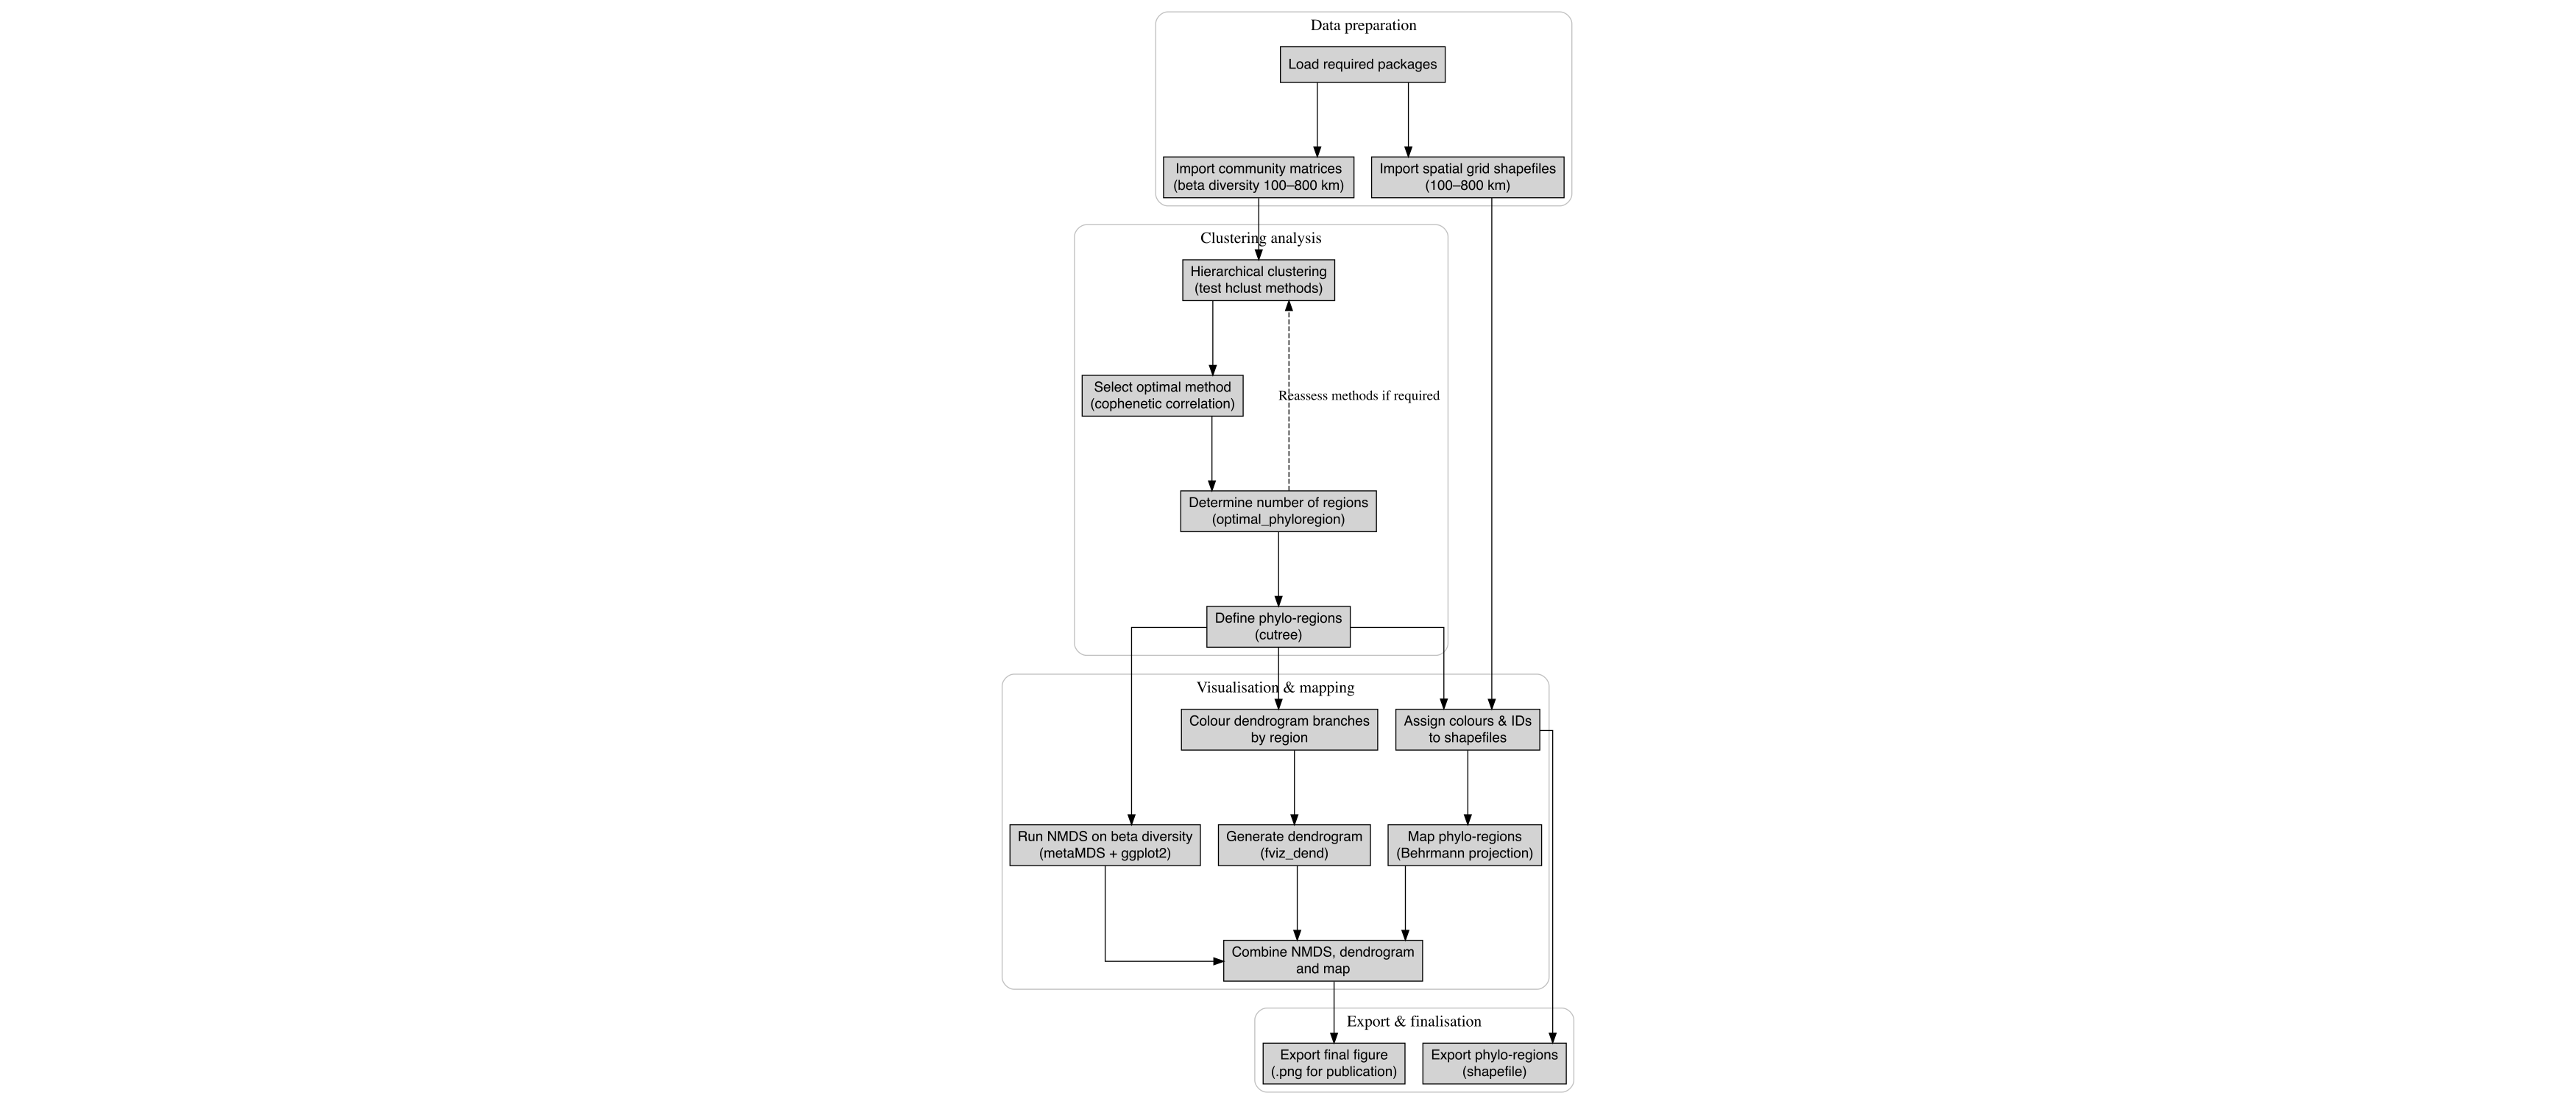 Data preparation
Load required packages
Import community matrices
(beta diversity 100–800 km)
Import spatial grid shapefiles
(100–800 km)
Clustering analysis
Hierarchical clustering
(test hclust methods)
Select optimal method
(cophenetic correlation)
Reassess methods if required
Determine number of regions
(optimal_phyloregion)
Define phylo-regions
(cutree)
Visualisation & mapping
Colour dendrogram branches
by region
Assign colours & IDs
to shapefiles
Run NMDS on beta diversity
(metaMDS + ggplot2)
Generate dendrogram
(fviz_dend)
Map phylo-regions
(Behrmann projection)
Combine NMDS, dendrogram
and map
Export & finalisation
Export final figure
(.png for publication)
Export phylo-regions
(shapefile)